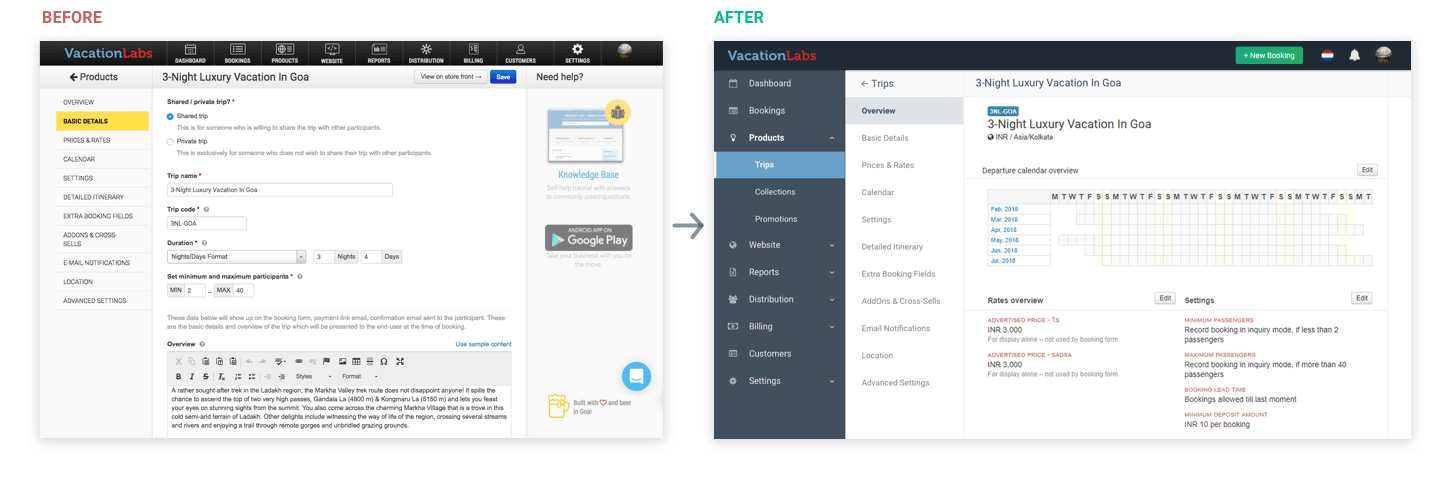 BEFORE
VacationLabs
DASHBOARD
BOOKINGS
PRODUCTS
WEBSITE
REPORTS
DISTRIBUTION
BILLING
CUSTOMERS
SETTINGS
Products
3-Night Luxury Vacation In Goa
View on store front
Save
Need help?
OVERVIEW
BASIC DETAILS
PRICES & RATES
CALENDAR
SETTINGS
DETAILED ITINERARY
EXTRA BOOKING FIELDS
ADDONS & CROSS-
SELLS
E-MAIL NOTIFICATIONS
LOCATION
ADVANCED SETTINGS
Shared / private trip? *
Shared trip
This is for someone who is willing to share the trip with other participants.
Private trip
This is exclusively for someone who does not wish to share their trip with other participants.
Trip name *
3-Night Luxury Vacation In Goa
Trip code *
3NL-GOA
Duration *
Nights/Days Format
3 Nights 4 Days
Set minimum and maximum participants *
MIN 2 – MAX 40
These data below will show up on the booking form, payment-link email, confirmation email sent to the participant. These
are the basic details and overview of the trip which will be presented to the end-user at the time of booking.
Overview
Use sample content
B I S Tx
Styles
Format
A rather sought-after trek in the Ladakh region, the Markha Valley trek route does not disappoint anyone! It spills the
chance to ascend the top of two very high passes, Gandala La (4800 m) & Kongmaru La (5150 m) and lets you feast
your eyes on stunning sights from the summit. You also come across the charming Markha Village that is a trove in this
cold semi-arid terrain of Ladakh. Other delights include witnessing the way of life of the region, crossing several streams
and rivers and enjoying a trail through remote gorges and unbridled grazing grounds.
Knowledge Base
Self-help tutorial with answers
to commonly asked questions.
ANDROID APP ON
Google Play
Take your business with you on
the move
Built with
and beer
in Goa!
AFTER
VacationLabs
+ New Booking
Dashboard
Bookings
Products
Trips
Collections
Promotions
Website
Reports
Distribution
Billing
Customers
Settings
Trips
Overview
Basic Details
Prices & Rates
Calendar
Settings
Detailed Itinerary
Extra Booking Fields
AddOns & Cross-Sells
Email Notifications
Location
Advanced Settings
3-Night Luxury Vacation In Goa
3NL-GOA
3-Night Luxury Vacation In Goa
INR / Asia/Kolkata
Departure calendar overview
Edit
M T W T F S S M T W T F S S M T W T F S S M T W T F S S M T W T F S S M T
Feb, 2018
Mar, 2018
Apr, 2018
May, 2018
Jun, 2018
Jul, 2018
Rates overview
Edit
ADVERTISED PRICE - 1S
INR 3,000
For display alone – not used by booking form
ADVERTISED PRICE - SADSA
INR 3,000
For display alone – not used by booking form
Settings
Edit
MINIMUM PASSENGERS
Record booking in inquiry mode, if less than 2
passengers
MAXIMUM PASSENGERS
Record booking in inquiry mode, if more than 40
passengers
BOOKING LEAD TIME
Bookings allowed till last moment
MINIMUM DEPOSIT AMOUNT
INR 10 per booking